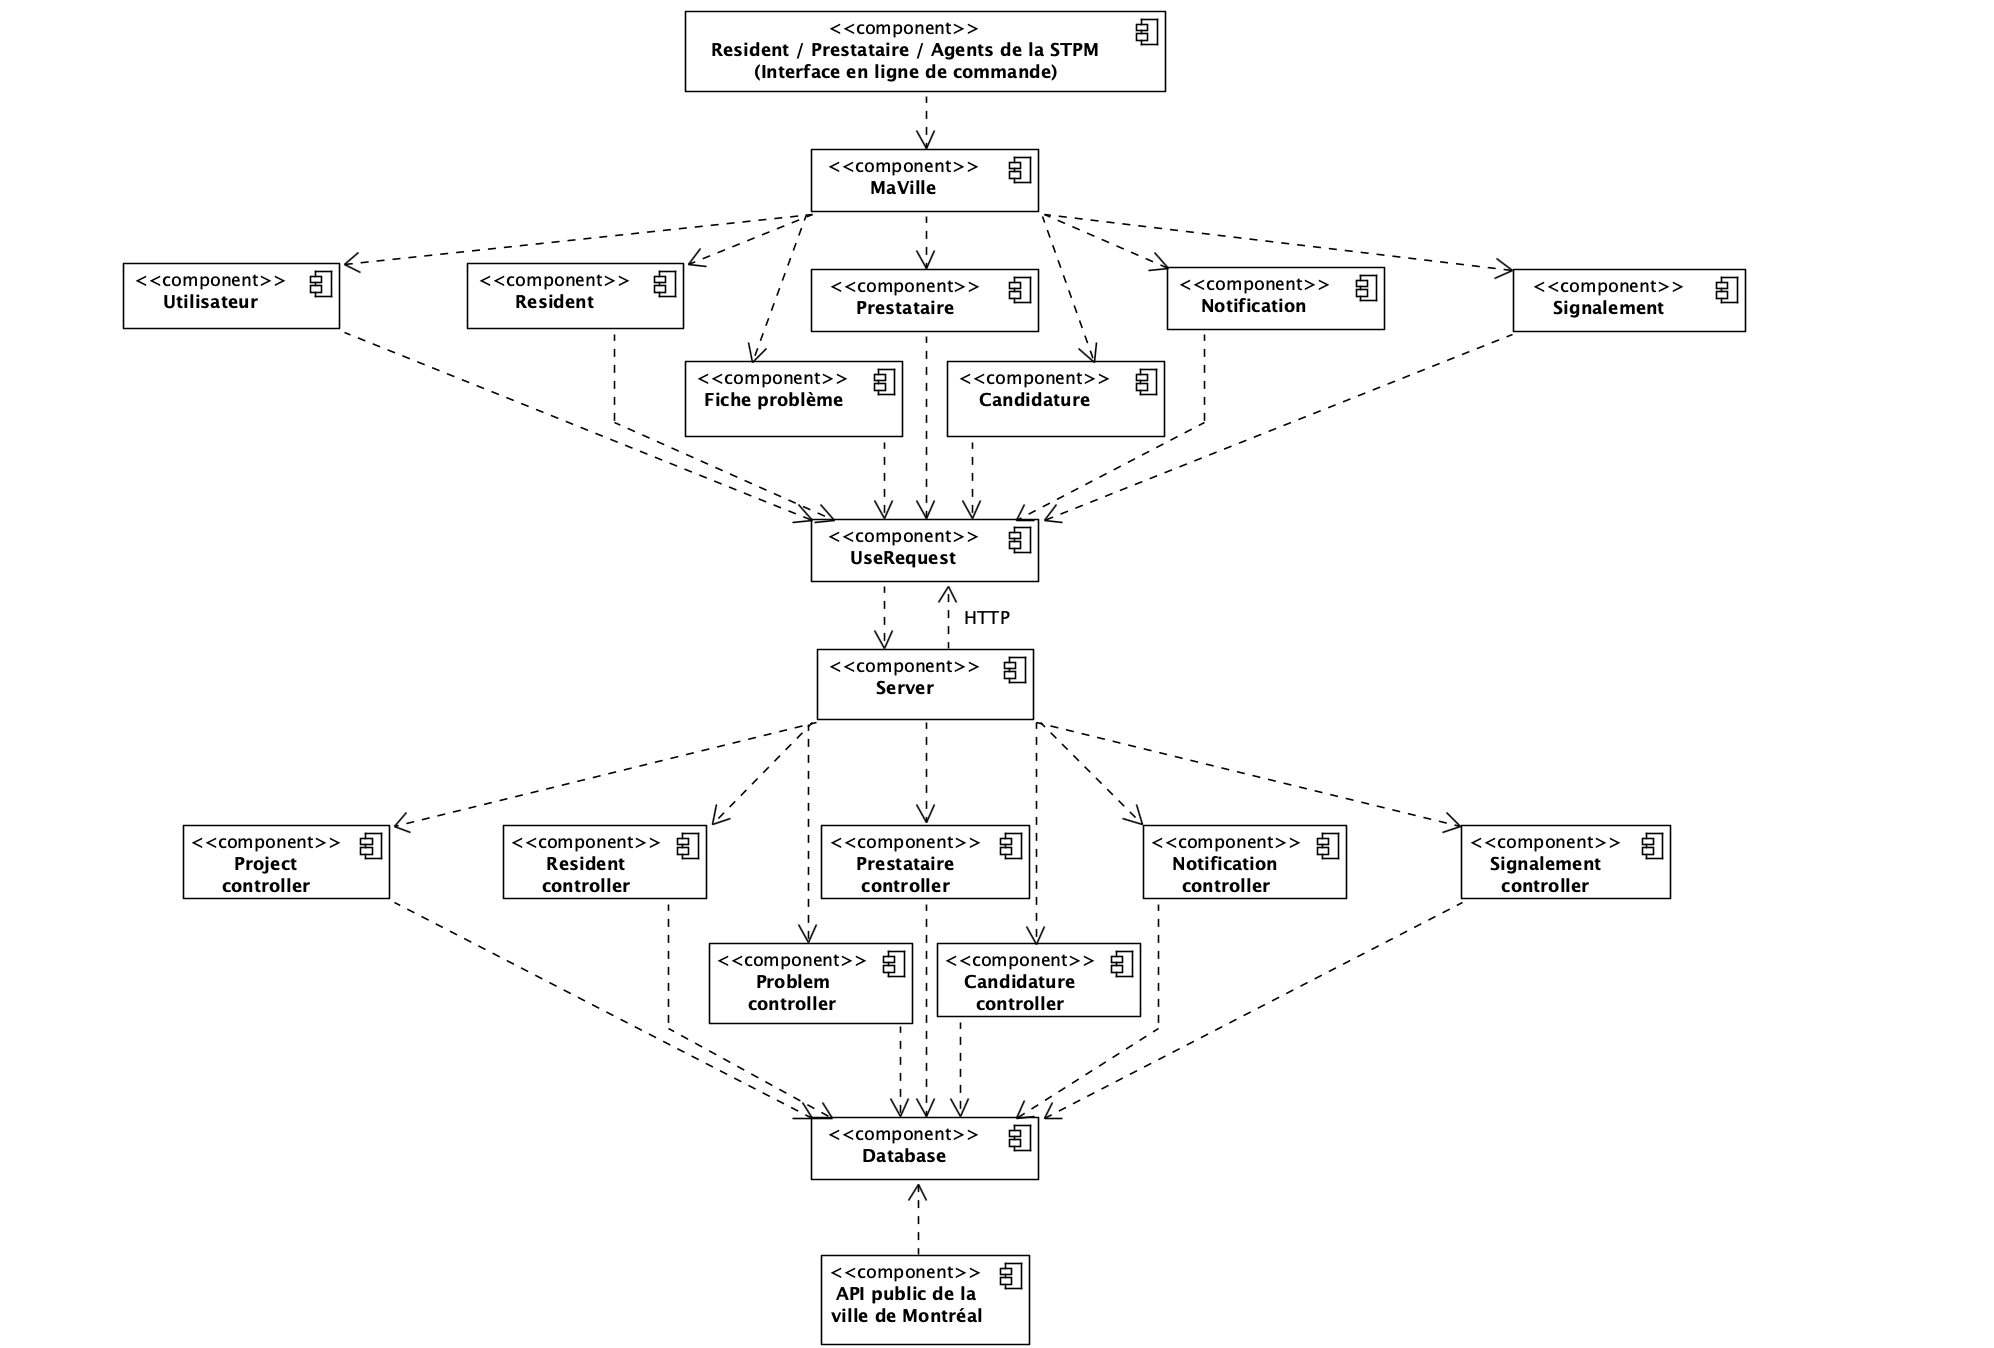 <<component>>
Resident / Prestataire / Agents de la STPM
(Interface en ligne de commande)
<<component>>
MaVille
<<component>>
Utilisateur
<<component>>
Resident
<<component>>
Prestataire
<<component>>
Notification
<<component>>
Signalement
<<component>>
Fiche problème
<<component>>
Candidature
<<component>>
UseRequest
HTTP
<<component>>
Server
<<component>>
Project
controller
<<component>>
Resident
controller
<<component>>
Prestataire
controller
<<component>>
Notification
controller
<<component>>
Signalement
controller
<<component>>
Problem
controller
<<component>>
Candidature
controller
<<component>>
Database
<<component>>
API public de la
ville de Montréal